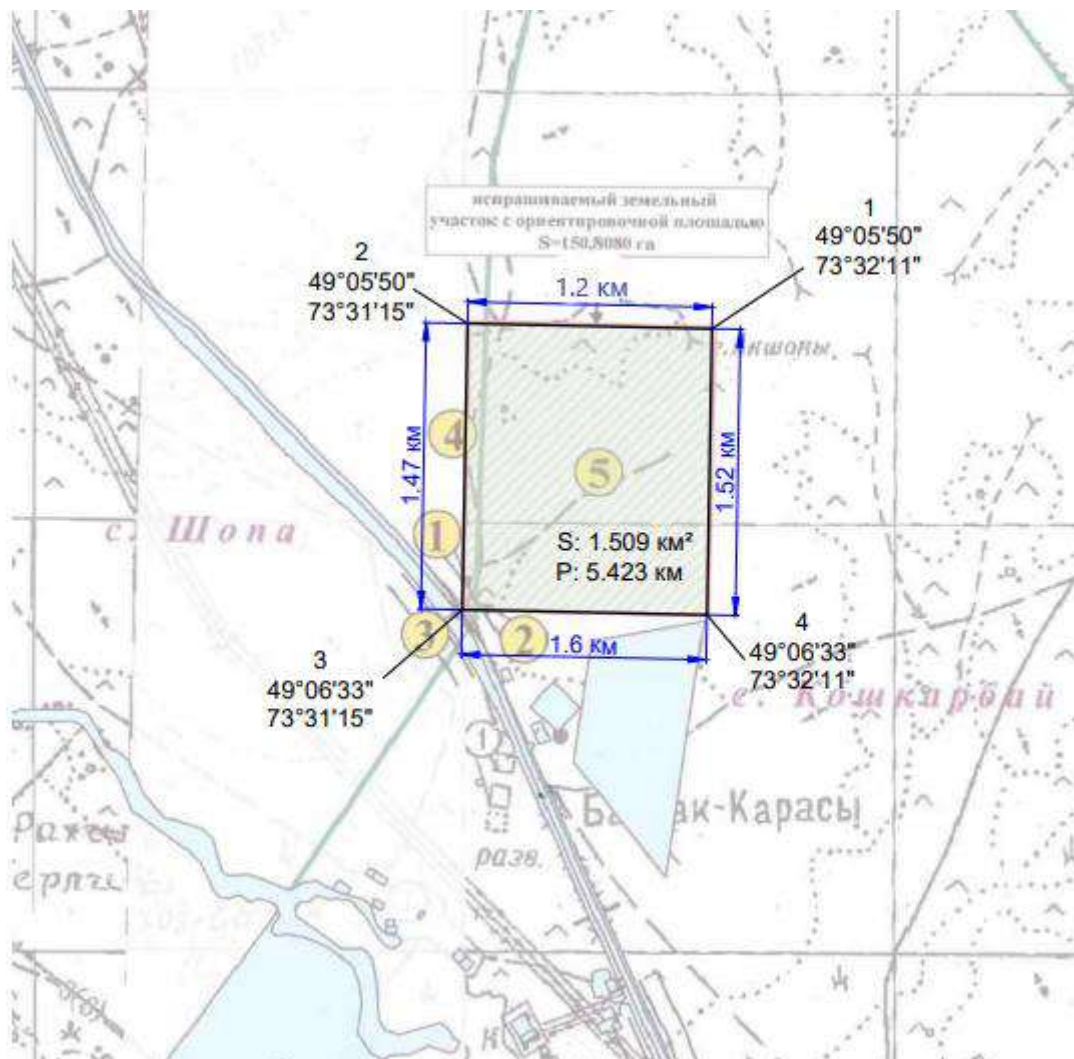 испрашиваемый земельный
участок с ориентировочной площадью
S=150,8080 га
1
49°05'50"
73°32'11"
2
49°05'50"
73°31'15"
1.2 км
4
5
1.47 км
1.52 км
1
с. Шопа
S: 1.509 км²
P: 5.423 км
3
2
1.6 км
4
49°06'33"
73°32'11"
3
49°06'33"
73°31'15"
е. Кошкарбай
1
ак-Карасы
разв.